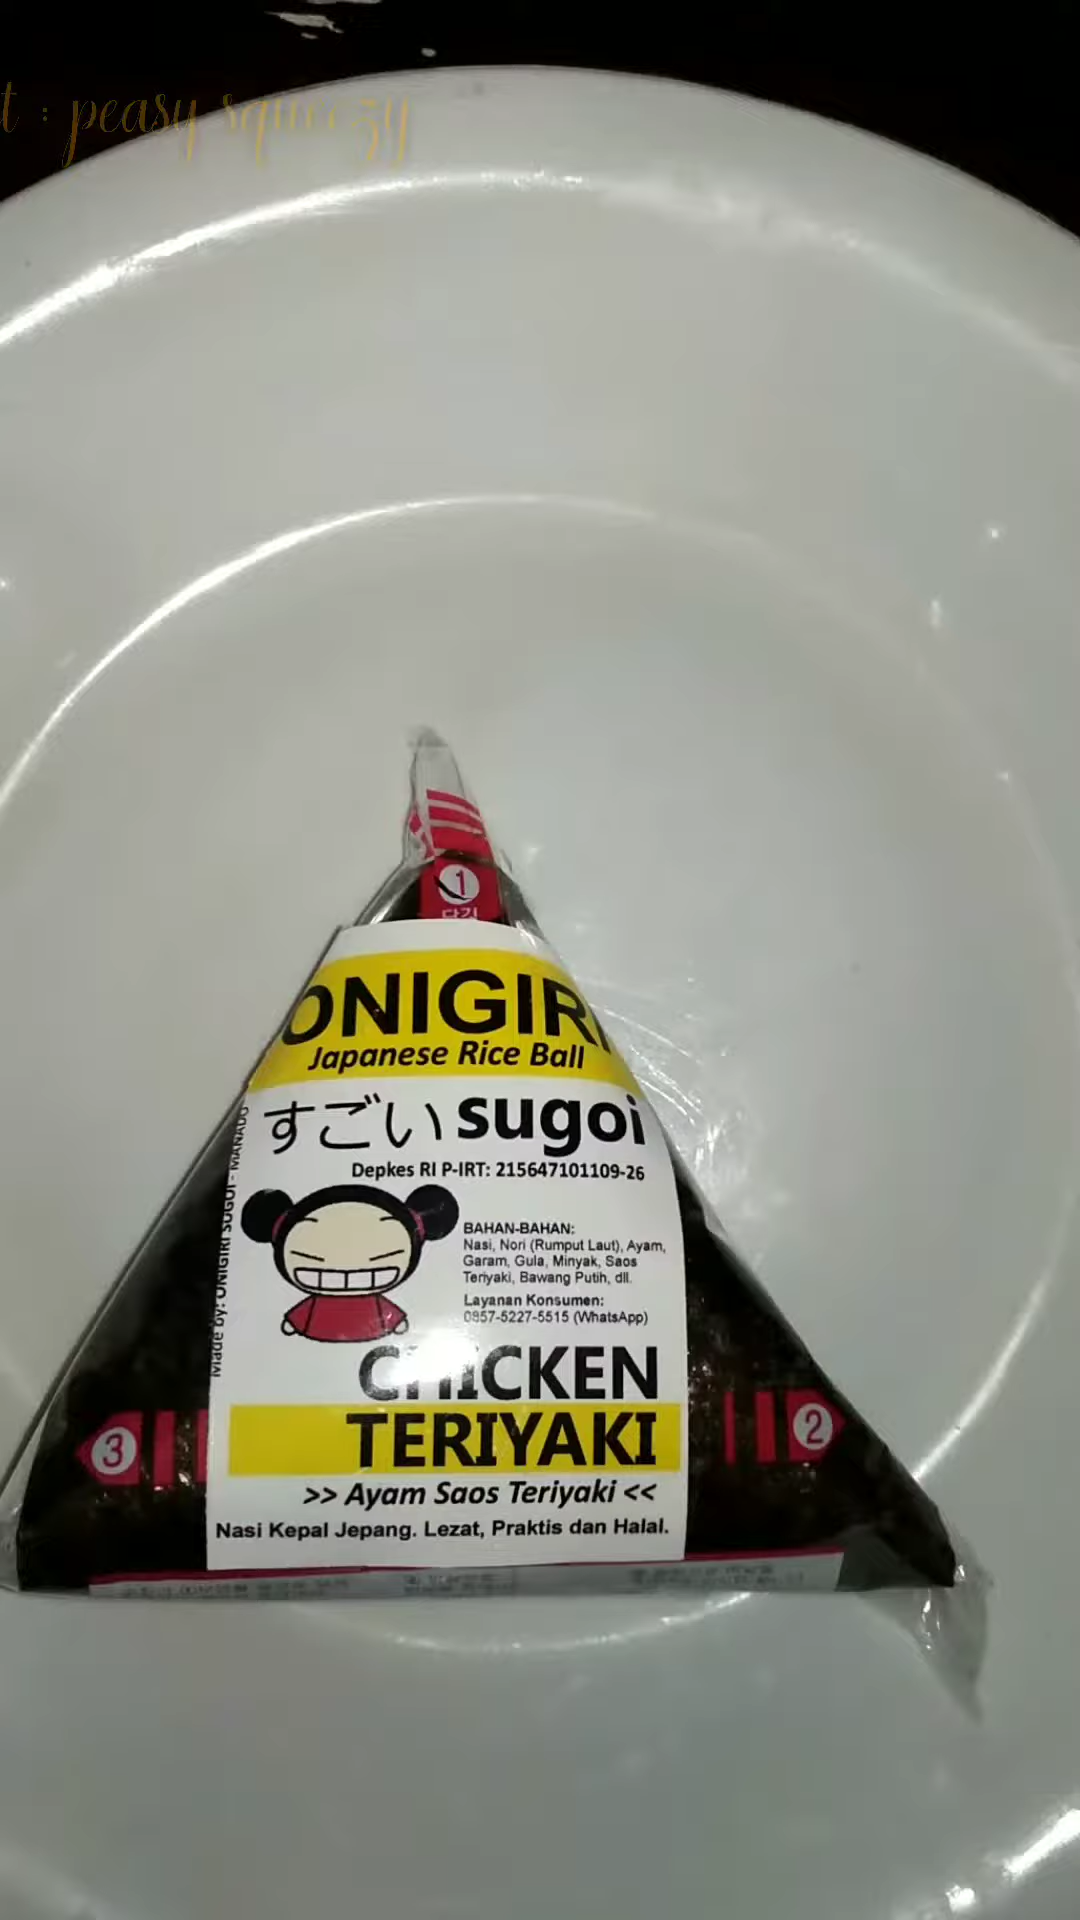 t : peasy squeezy
1
당김
ONIGIRI
Japanese Rice Ball
すごい sugoi
Depkes RI P-IRT: 215647101109-26
Made by: ONIGIRI SUGOI - MANADO
BAHAN-BAHAN:
Nasi, Nori (Rumput Laut), Ayam,
Garam, Gula, Minyak, Saos
Teriyaki, Bawang Putih, dll.
Layanan Konsumen:
0857-5227-5515 (WhatsApp)
CHICKEN
TERIYAKI
3
2
>> Ayam Saos Teriyaki <<
Nasi Kepal Jepang. Lezat, Praktis dan Halal.